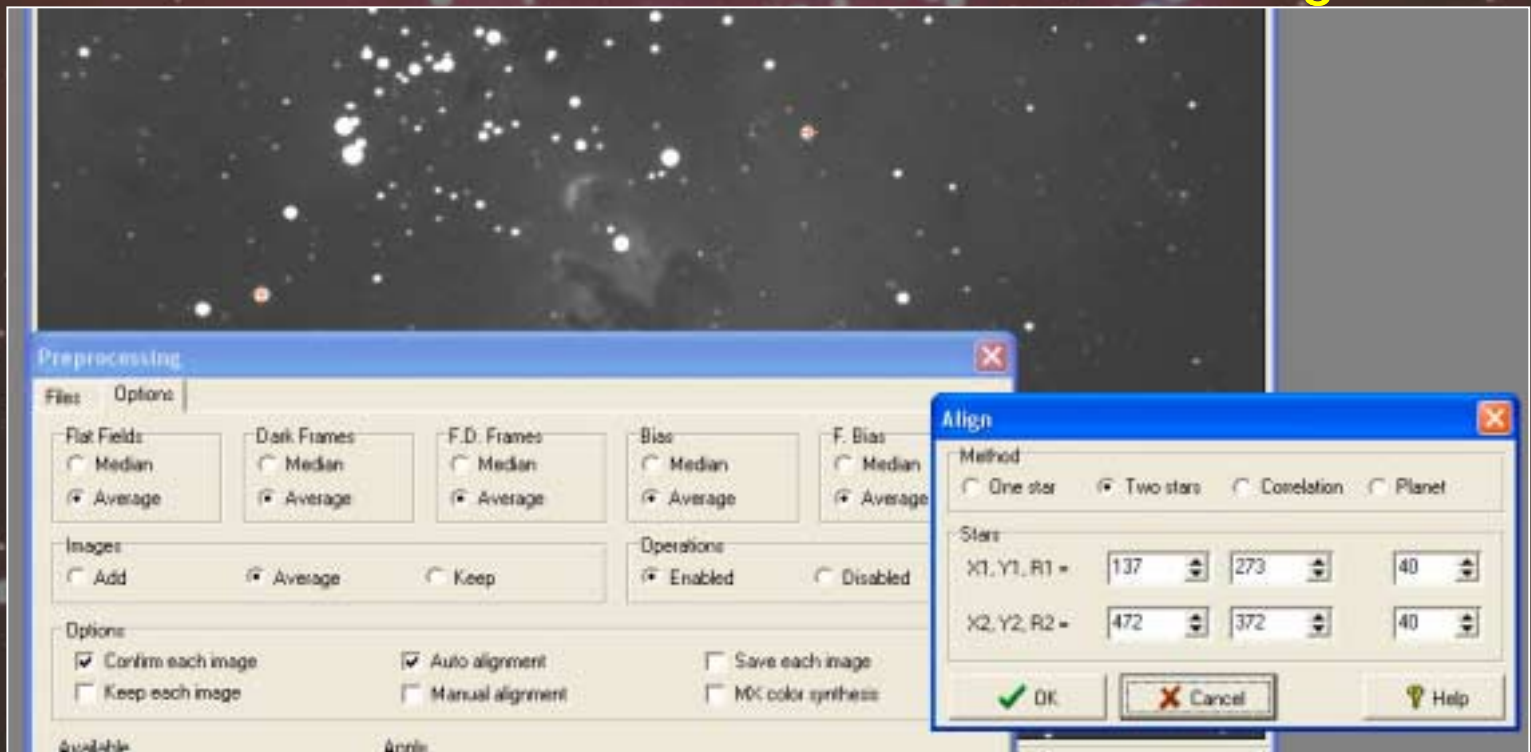 Preprocessing
Files Options
Flat Fields Dark Frames F.D. Frames Bias F. Bias
Median Median Median Median Median
Average Average Average Average Average
Images Operations
Add Average Keep Enabled Disabled
Options
Confirm each image Auto alignment Save each image
Keep each image Manual alignment MX color synthesis
Available Apply
Align
Method
One star Two stars Correlation Planet
Stars
X1, Y1, R1 = 137 273 40
X2, Y2, R2 = 472 372 40
OK Cancel Help